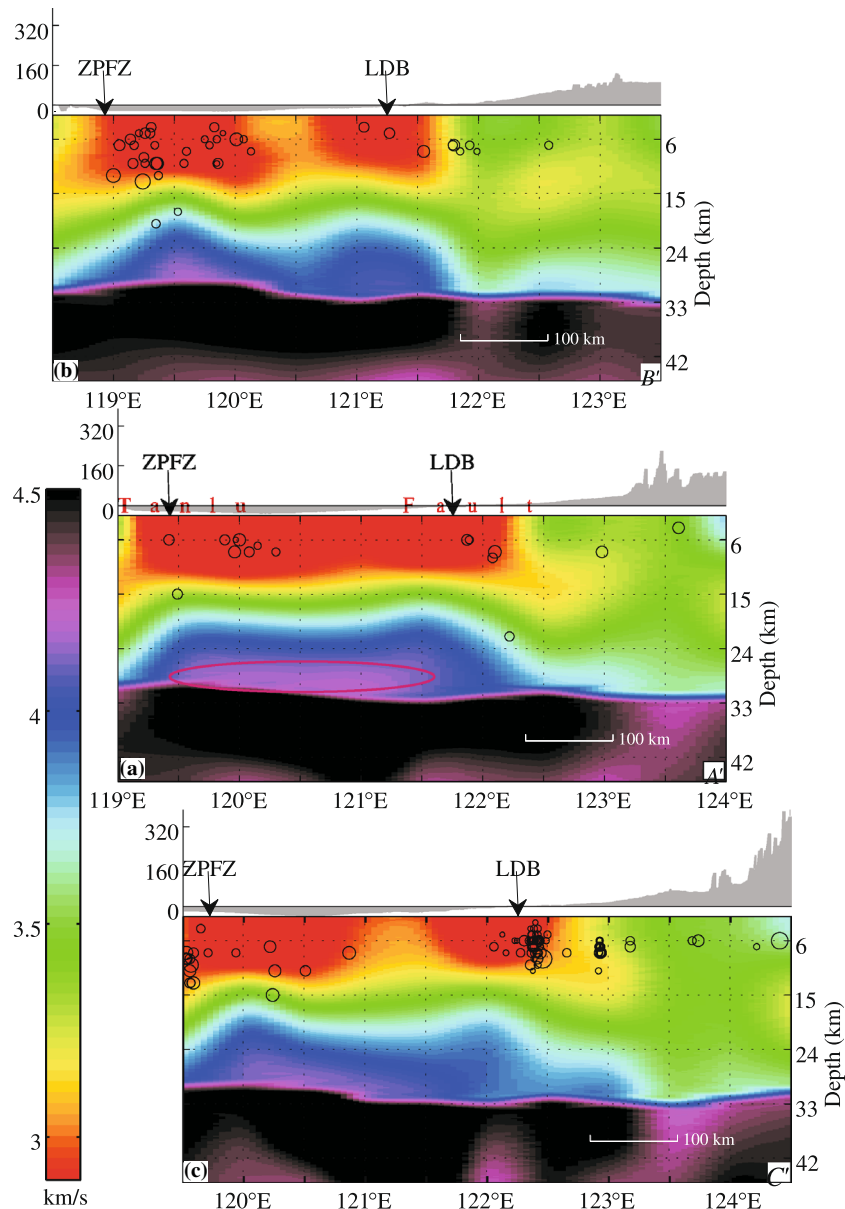 320
160
0
ZPFZ
LDB
6
15
24
33
42
Depth (km)
100 km
(b)
B′
119°E 120°E 121°E 122°E 123°E
320
160
0
ZPFZ
LDB
Tanlu Fault
6
15
24
33
42
Depth (km)
100 km
(a)
A′
119°E 120°E 121°E 122°E 123°E 124°E
4.5
4
3.5
3
km/s
320
160
0
ZPFZ
LDB
6
15
24
33
42
Depth (km)
100 km
(c)
C′
120°E 121°E 122°E 123°E 124°E